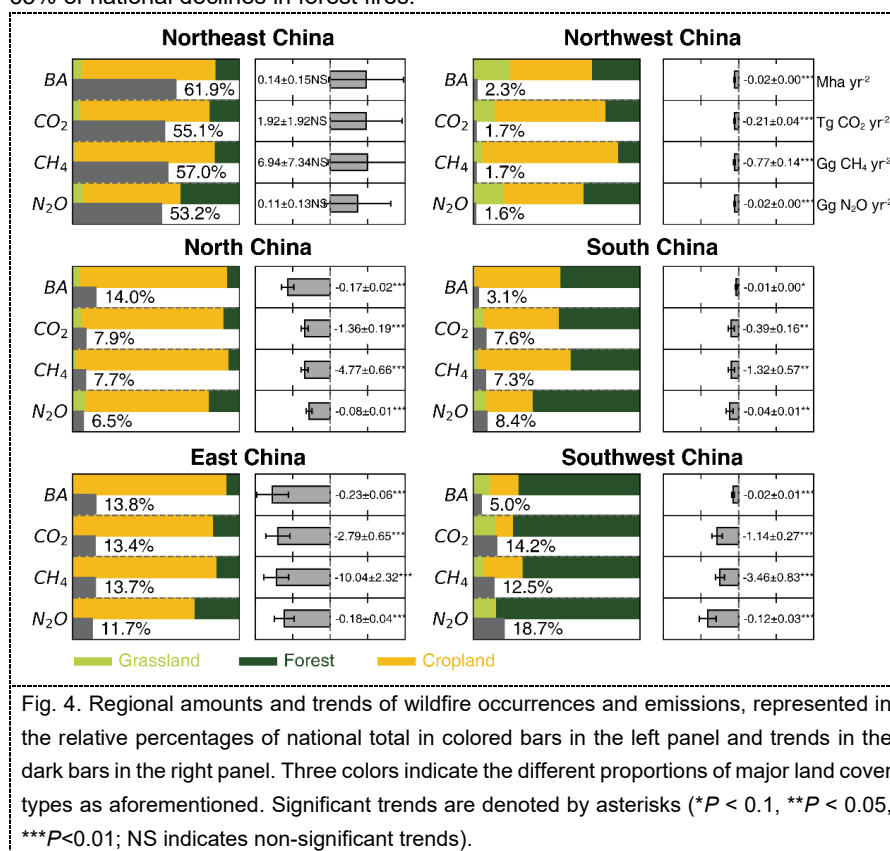 Northeast China
BA
61.9%
0.14±0.15NS
CO2
55.1%
1.92±1.92NS
CH4
57.0%
6.94±7.34NS
N2O
53.2%
0.11±0.13NS
Northwest China
BA
2.3%
-0.02±0.00*** Mha yr-2
CO2
1.7%
-0.21±0.04*** Tg CO2 yr-2
CH4
1.7%
-0.77±0.14*** Gg CH4 yr-2
N2O
1.6%
-0.02±0.00*** Gg N2O yr-2
North China
BA
14.0%
-0.17±0.02***
CO2
7.9%
-1.36±0.19***
CH4
7.7%
-4.77±0.66***
N2O
6.5%
-0.08±0.01***
South China
BA
3.1%
-0.01±0.00*
CO2
7.6%
-0.39±0.16**
CH4
7.3%
-1.32±0.57**
N2O
8.4%
-0.04±0.01**
East China
BA
13.8%
-0.23±0.06***
CO2
13.4%
-2.79±0.65***
CH4
13.7%
-10.04±2.32***
N2O
11.7%
-0.18±0.04***
Southwest China
BA
5.0%
-0.02±0.01***
CO2
14.2%
-1.14±0.27***
CH4
12.5%
-3.46±0.83***
N2O
18.7%
-0.12±0.03***
Grassland Forest Cropland
Fig. 4. Regional amounts and trends of wildfire occurrences and emissions, represented in
the relative percentages of national total in colored bars in the left panel and trends in the
dark bars in the right panel. Three colors indicate the different proportions of major land cover
types as aforementioned. Significant trends are denoted by asterisks (*P < 0.1, **P < 0.05,
***P<0.01; NS indicates non-significant trends).